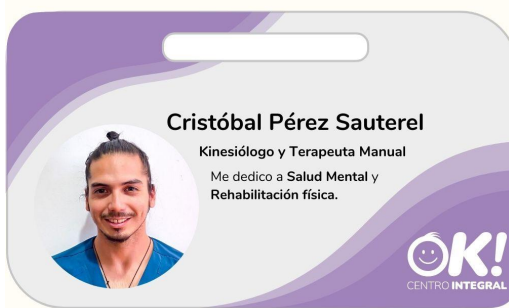 Cristóbal Pérez Sauterel
Kinesiólogo y Terapeuta Manual
Me dedico a Salud Mental y
Rehabilitación física.
OK!
CENTRO INTEGRAL